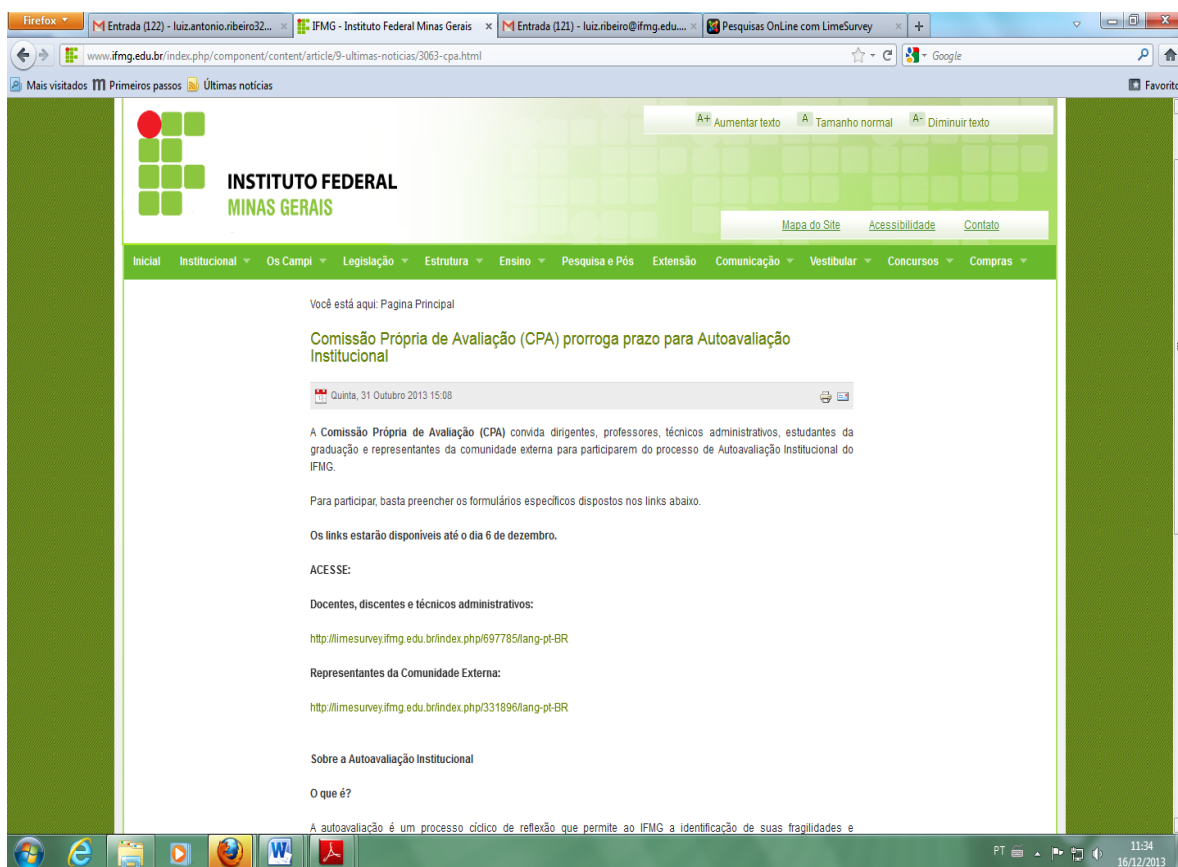 Firefox
Entrada (122) - luiz.antonio.ribeiro32...
IFMG - Instituto Federal Minas Gerais
Entrada (121) - luiz.ribeiro@ifmg.edu....
Pesquisas OnLine com LimeSurvey
www.ifmg.edu.br/index.php/component/content/article/9-ultimas-noticias/3063-cpa.html
Google
Mais visitados
Primeiros passos
Últimas notícias
Favorito
A+ Aumentar texto
A Tamanho normal
A- Diminuir texto
INSTITUTO FEDERAL
MINAS GERAIS
Mapa do Site
Acessibilidade
Contato
Inicial Institucional Os Campi Legislação Estrutura Ensino Pesquisa e Pós Extensão Comunicação Vestibular Concursos Compras
Você está aqui: Pagina Principal
Comissão Própria de Avaliação (CPA) prorroga prazo para Autoavaliação
Institucional
Quinta, 31 Outubro 2013 15:08
A Comissão Própria de Avaliação (CPA) convida dirigentes, professores, técnicos administrativos, estudantes da
graduação e representantes da comunidade externa para participarem do processo de Autoavaliação Institucional do
IFMG.
Para participar, basta preencher os formulários específicos dispostos nos links abaixo.
Os links estarão disponíveis até o dia 6 de dezembro.
ACESSE:
Docentes, discentes e técnicos administrativos:
http://limesurvey.ifmg.edu.br/index.php/697785/lang-pt-BR
Representantes da Comunidade Externa:
http://limesurvey.ifmg.edu.br/index.php/331896/lang-pt-BR
Sobre a Autoavaliação Institucional
O que é?
A autoavaliação é um processo cíclico de reflexão que permite ao IFMG a identificação de suas fragilidades e
PT
11:34
16/12/2013